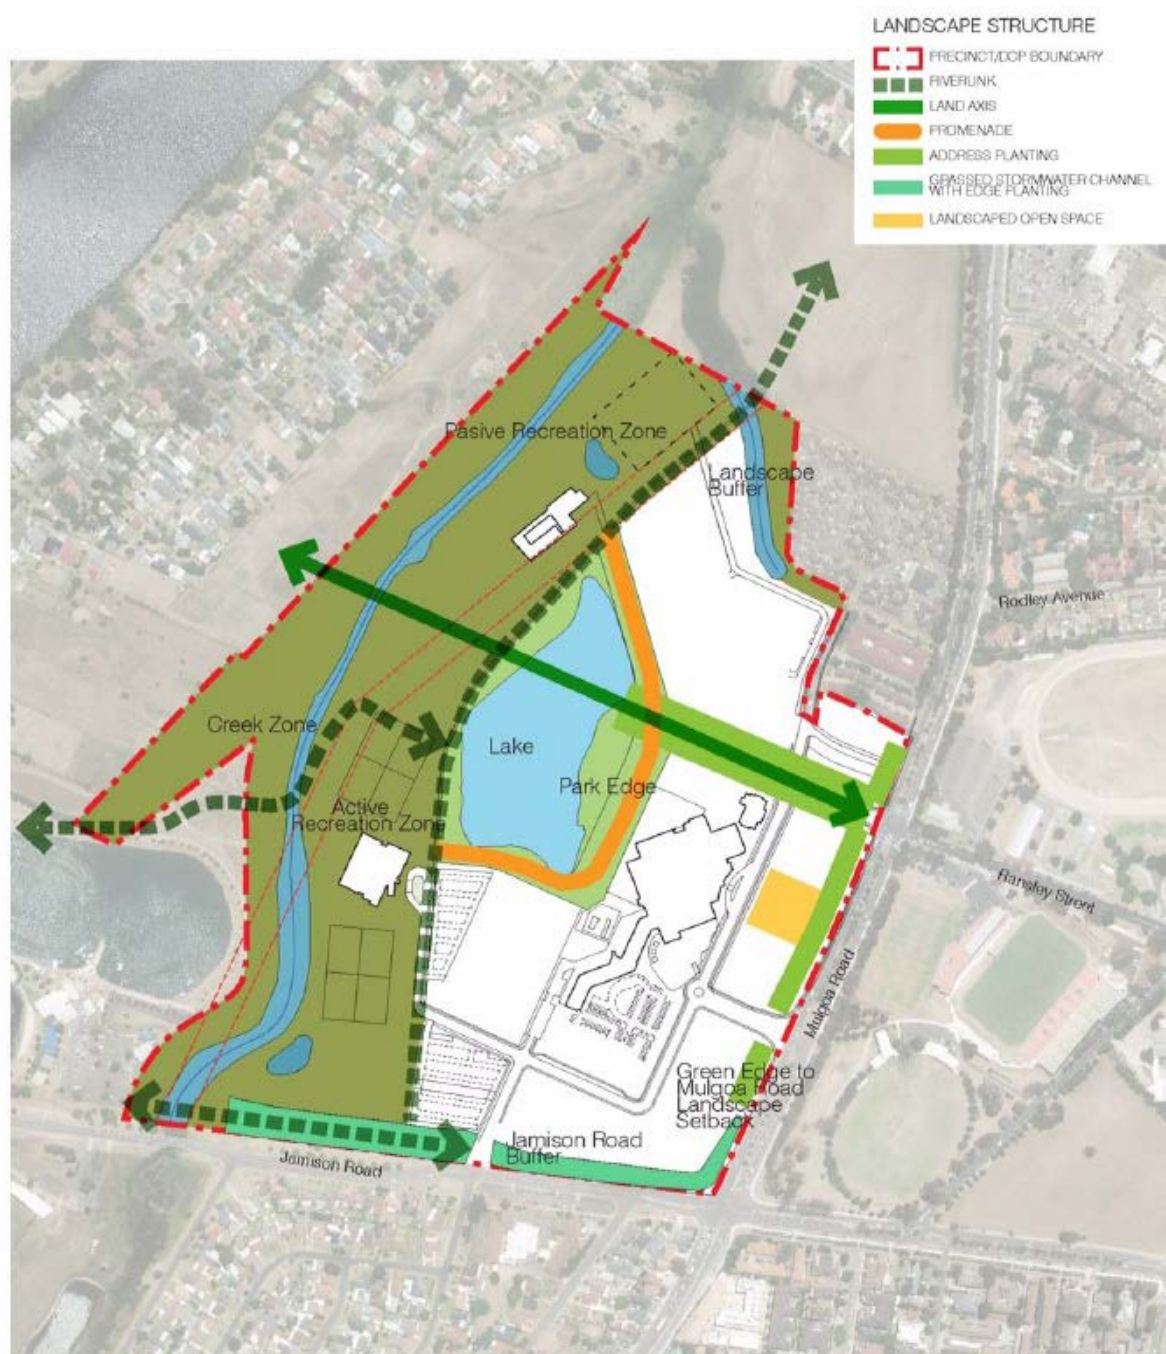 LANDSCAPE STRUCTURE
PRECINCT/DCP BOUNDARY
RIVERLINK
LAND AXIS
PROMENADE
ADDRESS PLANTING
GRASSED STORMWATER CHANNEL
WITH EDGE PLANTING
LANDSCAPED OPEN SPACE
Pasive Recreation Zone
Landscape
Buffer
Rodley Avenue
Creek Zone
Lake
Park Edge
Active
Recreation Zone
Ransley Street
Mulgoa Road
Green Edge to
Mulgoa Road
Landscape
Setback
Jamison Road
Buffer
Jamison Road